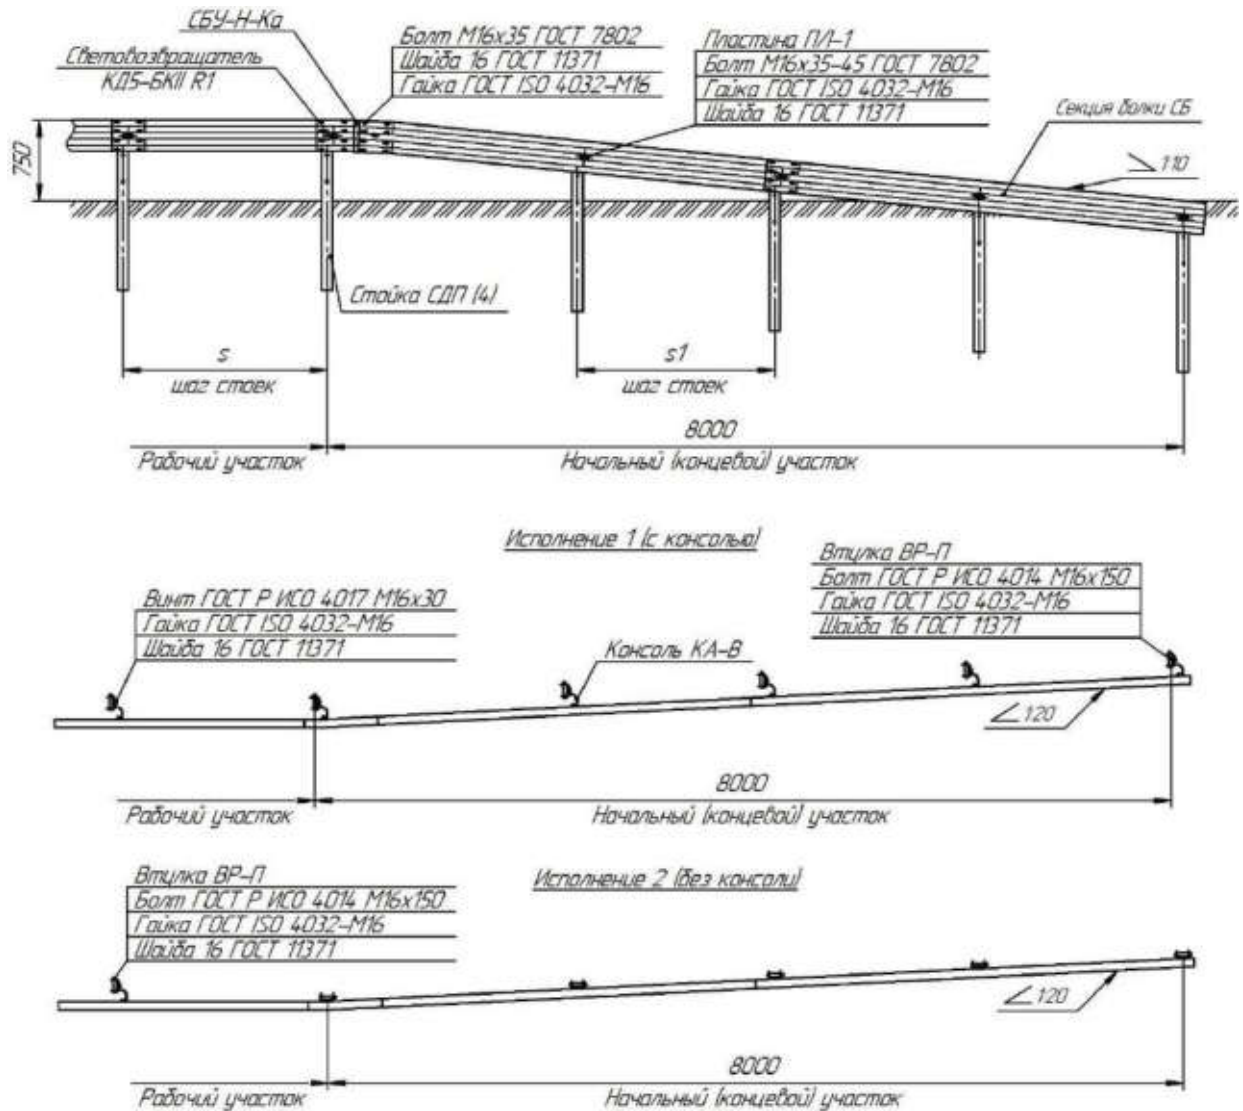 СБУ-Н-Ка
Световозвращатель
КД5-БКII R1
Болт М16х35 ГОСТ 7802
Шайба 16 ГОСТ 11371
Гайка ГОСТ ISO 4032-М16
Пластина ПЛ-1
Болт М16х35-45 ГОСТ 7802
Гайка ГОСТ ISO 4032-М16
Шайба 16 ГОСТ 11371
Секция балки СБ
1:10
750
Стойка СДП (4)
s
шаг стоек
s1
шаг стоек
8000
Рабочий участок
Начальный (концевой) участок
Исполнение 1 (с консолью)
Винт ГОСТ Р ИСО 4017 М16х30
Гайка ГОСТ ISO 4032-М16
Шайба 16 ГОСТ 11371
Консоль КА-В
Втулка ВР-П
Болт ГОСТ Р ИСО 4014 М16х150
Гайка ГОСТ ISO 4032-М16
Шайба 16 ГОСТ 11371
1:20
8000
Рабочий участок
Начальный (концевой) участок
Исполнение 2 (без консоли)
Втулка ВР-П
Болт ГОСТ Р ИСО 4014 М16х150
Гайка ГОСТ ISO 4032-М16
Шайба 16 ГОСТ 11371
1:20
8000
Рабочий участок
Начальный (концевой) участок